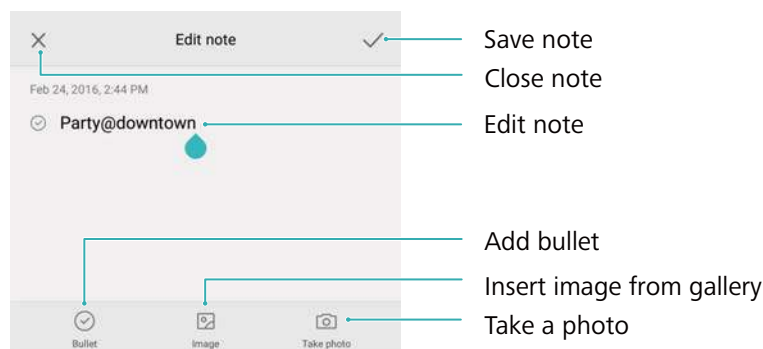 Edit note
Save note
Close note
Feb 24, 2016, 2:44 PM
Party@downtown
Edit note
Add bullet
Insert image from gallery
Take a photo
Bullet
Image
Take photo